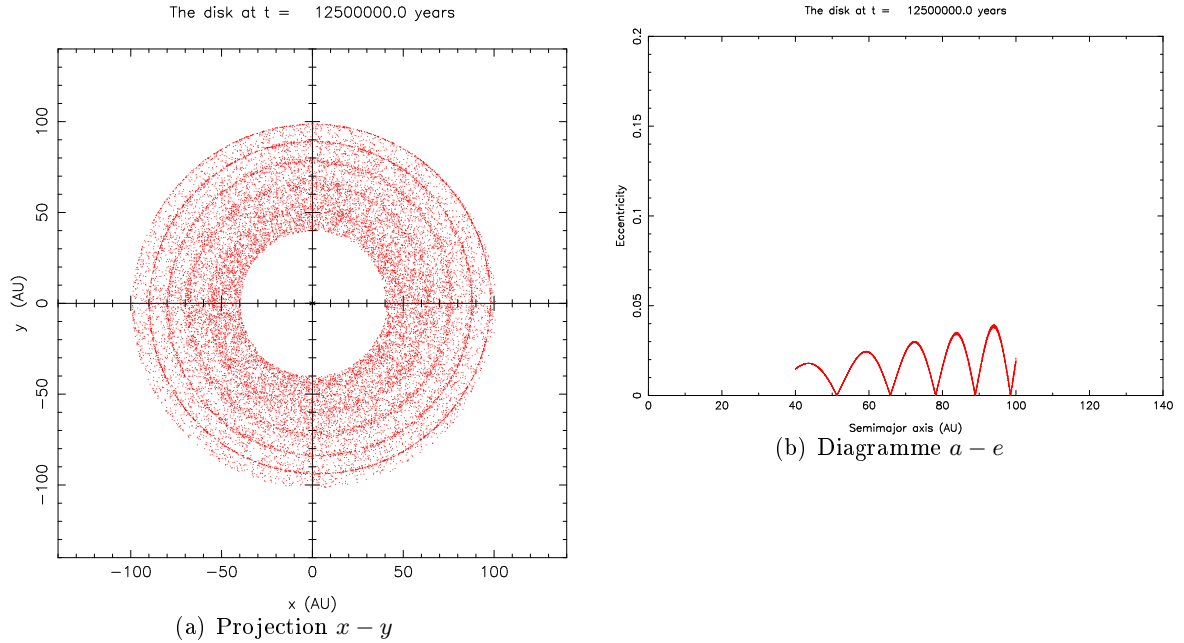 The disk at t = 12500000.0 years
100
50
0
−50
−100
y (AU)
−100 −50 0 50 100
x (AU)
(a) Projection x − y
The disk at t = 12500000.0 years
0.2
0.15
0.1
0.05
0
Eccentricity
0 20 40 60 80 100 120 140
Semimajor axis (AU)
(b) Diagramme a − e